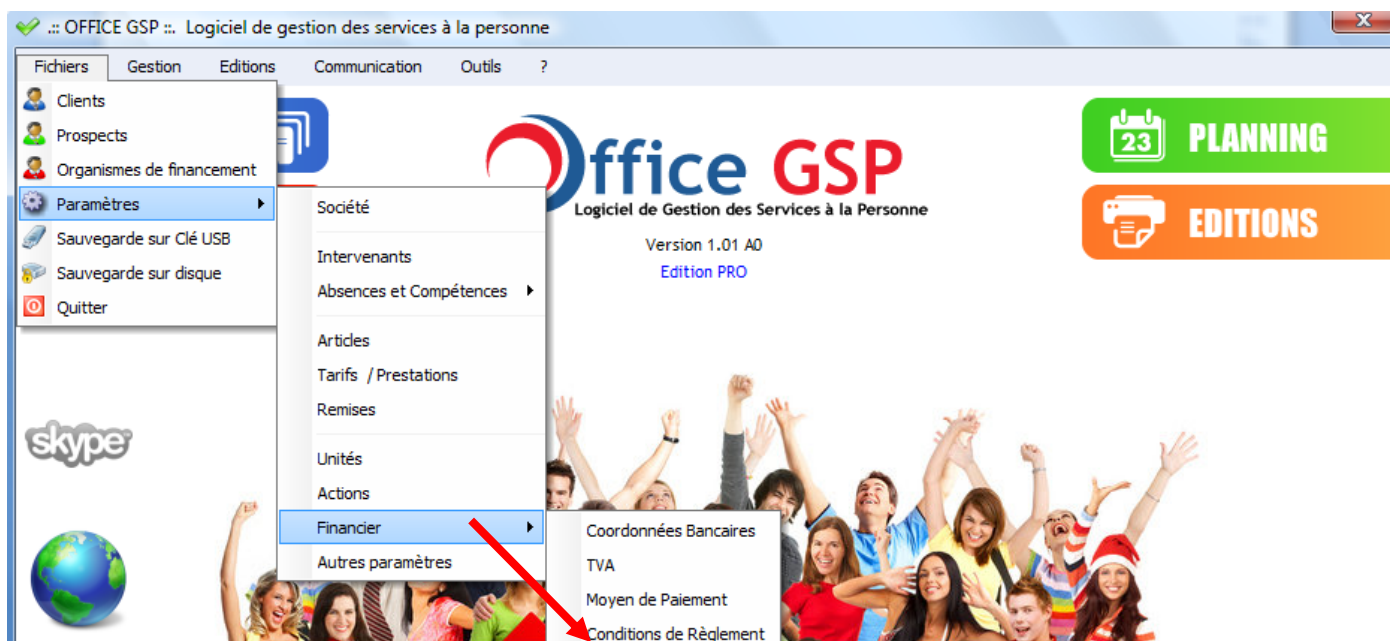 .:: OFFICE GSP ::. Logiciel de gestion des services à la personne
X
Fichiers Gestion Editions Communication Outils ?
Clients
Prospects
Organismes de financement
Paramètres
Sauvegarde sur Clé USB
Sauvegarde sur disque
Quitter
Société
Intervenants
Absences et Compétences
Articles
Tarifs / Prestations
Remises
Unités
Actions
Financier
Autres paramètres
Coordonnées Bancaires
TVA
Moyen de Paiement
Conditions de Règlement
Office GSP
Logiciel de Gestion des Services à la Personne
Version 1.01 A0
Edition PRO
23 PLANNING
EDITIONS
skype